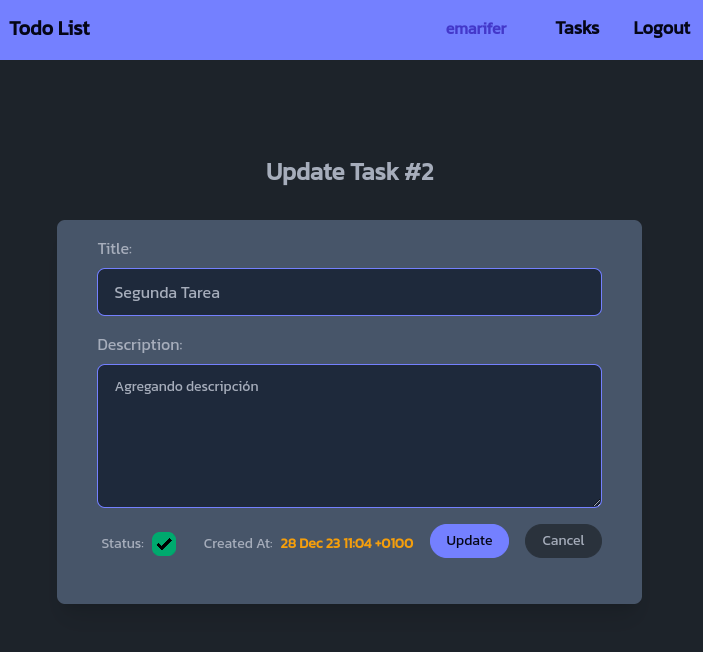 Todo List emarifer Tasks Logout
Update Task #2
Title:
Segunda Tarea
Description:
Agregando descripción
Status: Created At: 28 Dec 23 11:04 +0100 Update Cancel